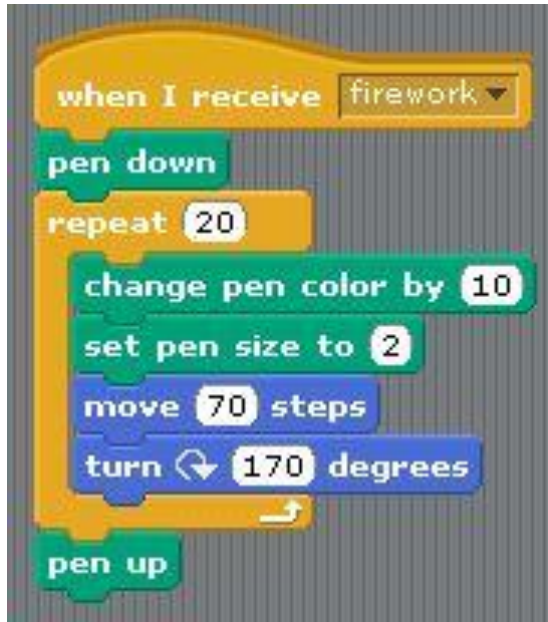 when I receive firework
pen down
repeat 20
change pen color by 10
set pen size to 2
move 70 steps
turn 170 degrees
pen up